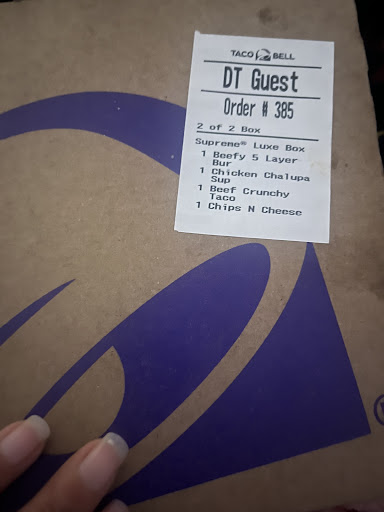 TACO BELL
DT Guest
Order # 385
2 of 2 Box
Supreme® Luxe Box
1 Beefy 5 Layer
Bur
1 Chicken Chalupa
Sup
1 Beef Crunchy
Taco
1 Chips N Cheese
®